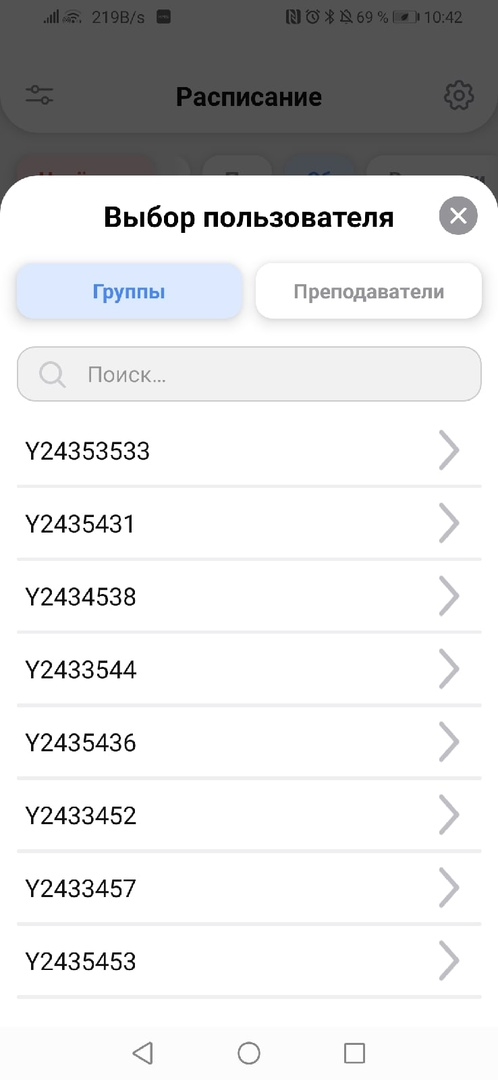 219B/s 69 % 10:42
Расписание
Выбор пользователя
Группы Преподаватели
Поиск...
Y24353533
Y2435431
Y2434538
Y2433544
Y2435436
Y2433452
Y2433457
Y2435453